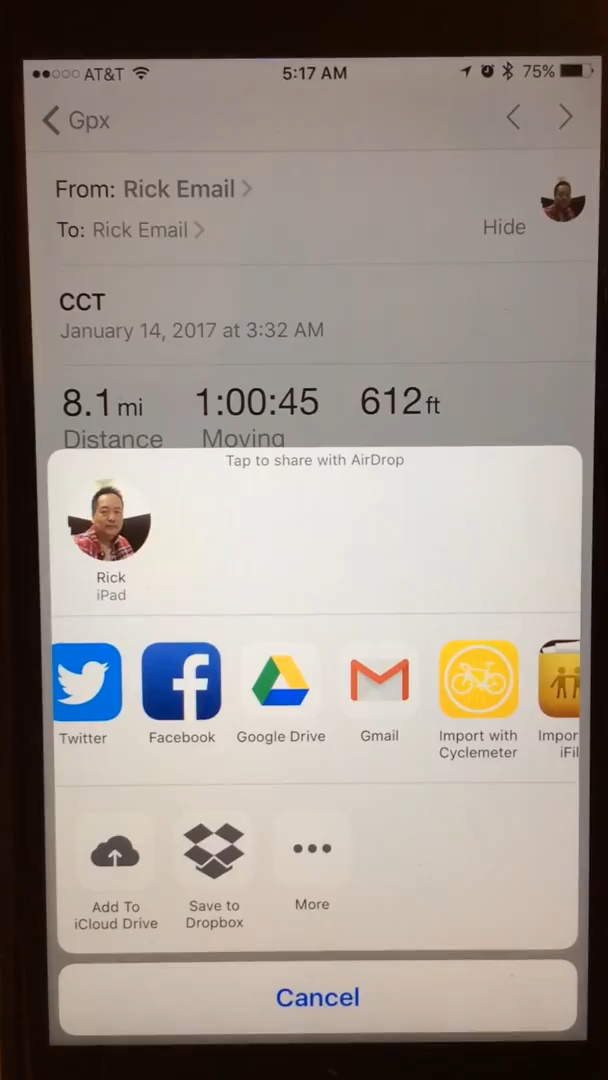 AT&T 5:17 AM 75%
Gpx
From: Rick Email
To: Rick Email Hide
CCT
January 14, 2017 at 3:32 AM
8.1 mi 1:00:45 612 ft
Distance Moving
Tap to share with AirDrop
Rick
iPad
Twitter Facebook Google Drive Gmail Import with Cyclemeter Impor
iFil
Add To iCloud Drive
Save to Dropbox
More
Cancel